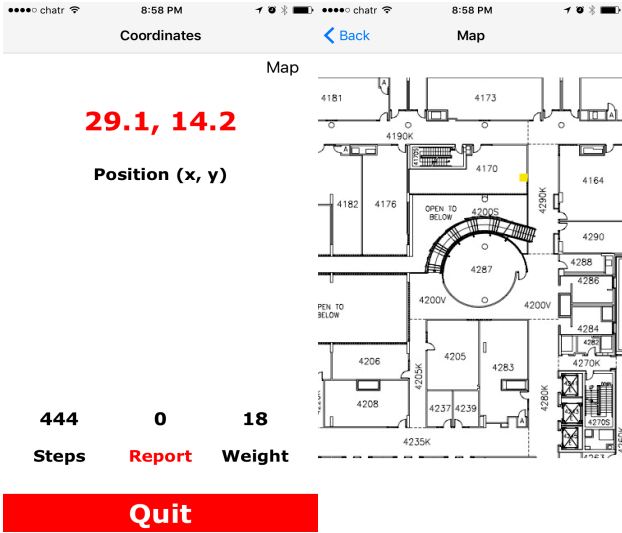 chatr 8:58 PM
Coordinates
Map
29.1, 14.2
Position (x, y)
444 0 18
Steps Report Weight
Quit
chatr 8:58 PM
Back Map
A
4181 4173
A
4190K
A
4170S
4170
4182 4176
4164
OPEN TO
BELOW
4200S
4290K
4290
4288
4287
4286
4200V 4200V
PEN TO
BELOW
4284
4282
4206 4205
4205K
4283
4270K
4208
4237 4239
4280K
A
4270S
4235K
4263